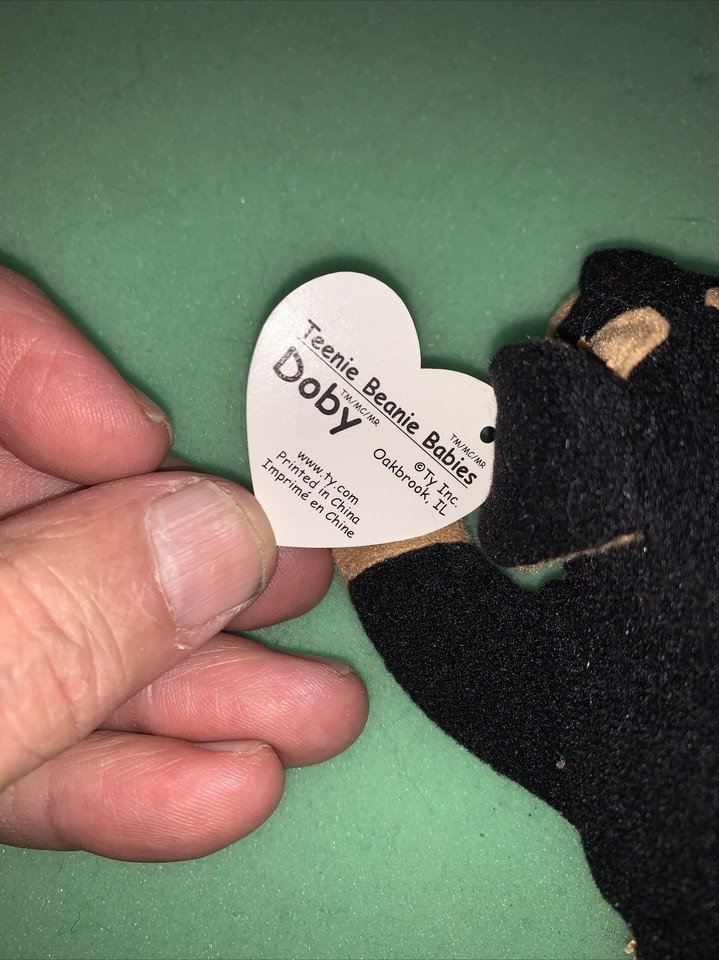 Teenie Beanie Babies TM/MC/MR
Doby TM/MC/MR
©Ty Inc.
Oakbrook, IL
www.ty.com
Printed in China
Imprimé en Chine